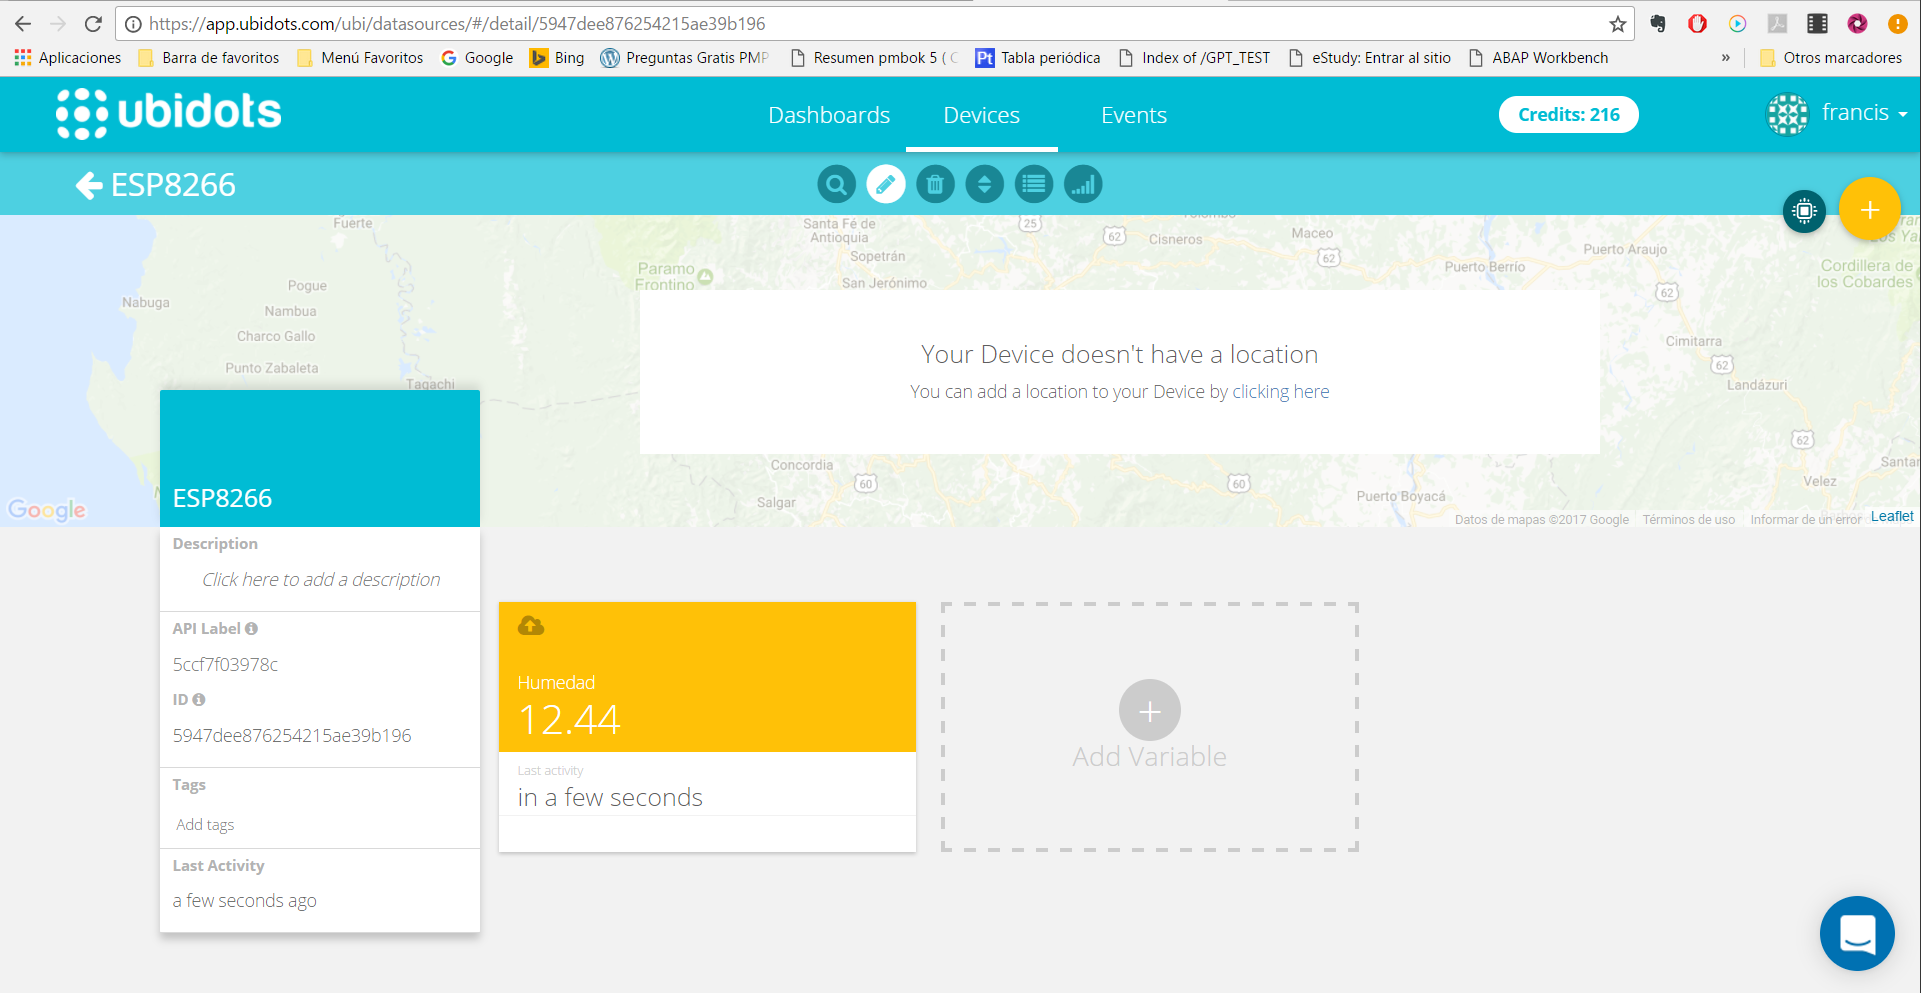 https://app.ubidots.com/ubi/datasources/#/detail/5947dee876254215ae39b196
Aplicaciones Barra de favoritos Menú Favoritos Google Bing Preguntas Gratis PMP Resumen pmbok 5 ( C Tabla periódica Index of /GPT_TEST eStudy: Entrar al sitio ABAP Workbench » Otros marcadores
ubidots Dashboards Devices Events Credits: 216 francis
ESP8266
Fuerte
Santa Fé de
Antioquia
25
62
Cisneros
Maceo
62
Puerto Araujo
Sopetrán
Puerto Berrío
Cordillera de
los Cobardes
Paramo
Frontino
San Jerónimo
Pogue
Nabuga
Nambua
62
Charco Gallo
Cimitarra
Punto Zabaleta
62
Tagachi
Landázuri
Your Device doesn't have a location
You can add a location to your Device by clicking here
62
Concordia
60
60
Salgar
Puerto Boyacá
Velez
Google
Datos de mapas ©2017 Google Términos de uso Informar de un error Leaflet
ESP8266
Description
Click here to add a description
API Label
5ccf7f03978c
ID
5947dee876254215ae39b196
Tags
Add tags
Last Activity
a few seconds ago
Humedad
12.44
Last activity
in a few seconds
Add Variable